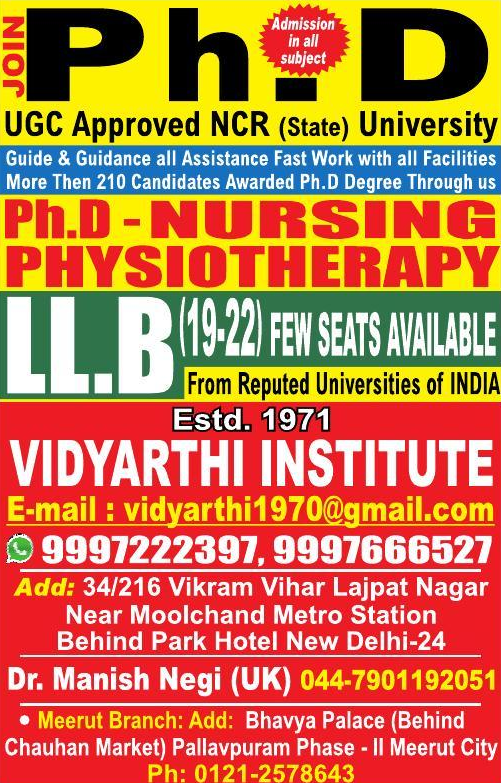 JOIN
Ph.D
Admission
in all
subject
UGC Approved NCR (State) University
Guide & Guidance all Assistance Fast Work with all Facilities
More Then 210 Candidates Awarded Ph.D Degree Through us
Ph.D - NURSING
PHYSIOTHERAPY
LL.B (19-22) FEW SEATS AVAILABLE
From Reputed Universities of INDIA
Estd. 1971
VIDYARTHI INSTITUTE
E-mail : vidyarthi1970@gmail.com
9997222397, 9997666527
Add: 34/216 Vikram Vihar Lajpat Nagar
Near Moolchand Metro Station
Behind Park Hotel New Delhi-24
Dr. Manish Negi (UK) 044-7901192051
• Meerut Branch: Add: Bhavya Palace (Behind
Chauhan Market) Pallavpuram Phase - II Meerut City
Ph: 0121-2578643